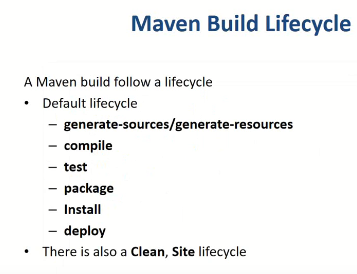 Maven Build Lifecycle
A Maven build follow a lifecycle
• Default lifecycle
– generate-sources/generate-resources
– compile
– test
– package
– Install
– deploy
• There is also a Clean, Site lifecycle